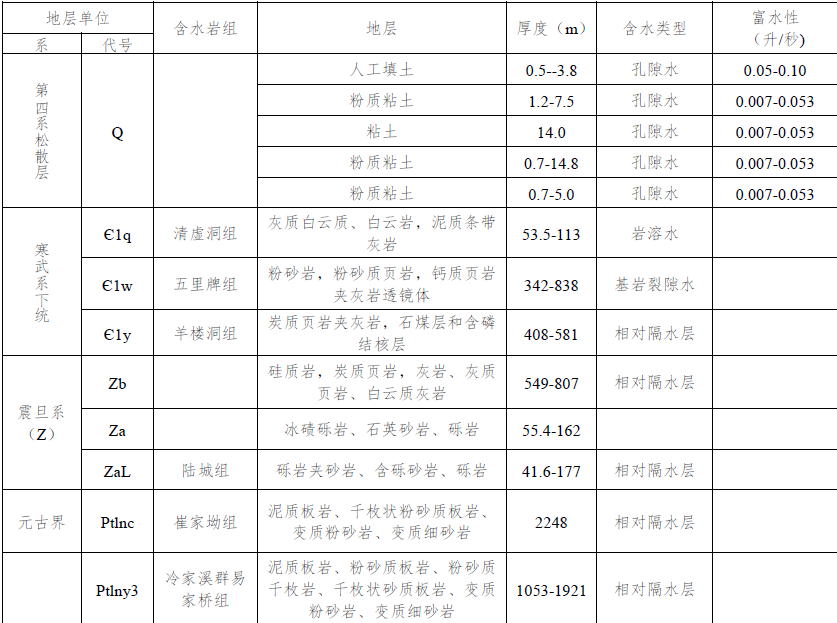 地层单位 含水岩组 地层 厚度（m） 含水类型 富水性
（升/秒)
系 代号
第四系松散层 Q 人工填土 0.5--3.8 孔隙水 0.05-0.10
粉质粘土 1.2-7.5 孔隙水 0.007-0.053
粘土 14.0 孔隙水 0.007-0.053
粉质粘土 0.7-14.8 孔隙水 0.007-0.053
粉质粘土 0.7-5.0 孔隙水 0.007-0.053
寒武系下统 Є1q 清虚洞组 灰质白云质、白云岩，泥质条带
灰岩 53.5-113 岩溶水
Є1w 五里牌组 粉砂岩，粉砂质页岩，钙质页岩
夹灰岩透镜体 342-838 基岩裂隙水
Є1y 羊楼洞组 炭质页岩夹灰岩，石煤层和含磷
结核层 408-581 相对隔水层
震旦系
（Z） Zb 硅质岩，炭质页岩，灰岩、灰质
页岩、白云质灰岩 549-807 相对隔水层
Za 冰碛砾岩、石英砂岩、砾岩 55.4-162
ZaL 陆城组 砾岩夹砂岩、含砾砂岩、砾岩 41.6-177 相对隔水层
元古界 Ptlnc 崔家坳组 泥质板岩、千枚状粉砂质板岩、
变质粉砂岩、变质细砂岩 2248 相对隔水层
Ptlny3 冷家溪群易
家桥组 泥质板岩、粉砂质板岩、粉砂质
千枚岩、千枚状砂质板岩、变质
粉砂岩、变质细砂岩 1053-1921 相对隔水层